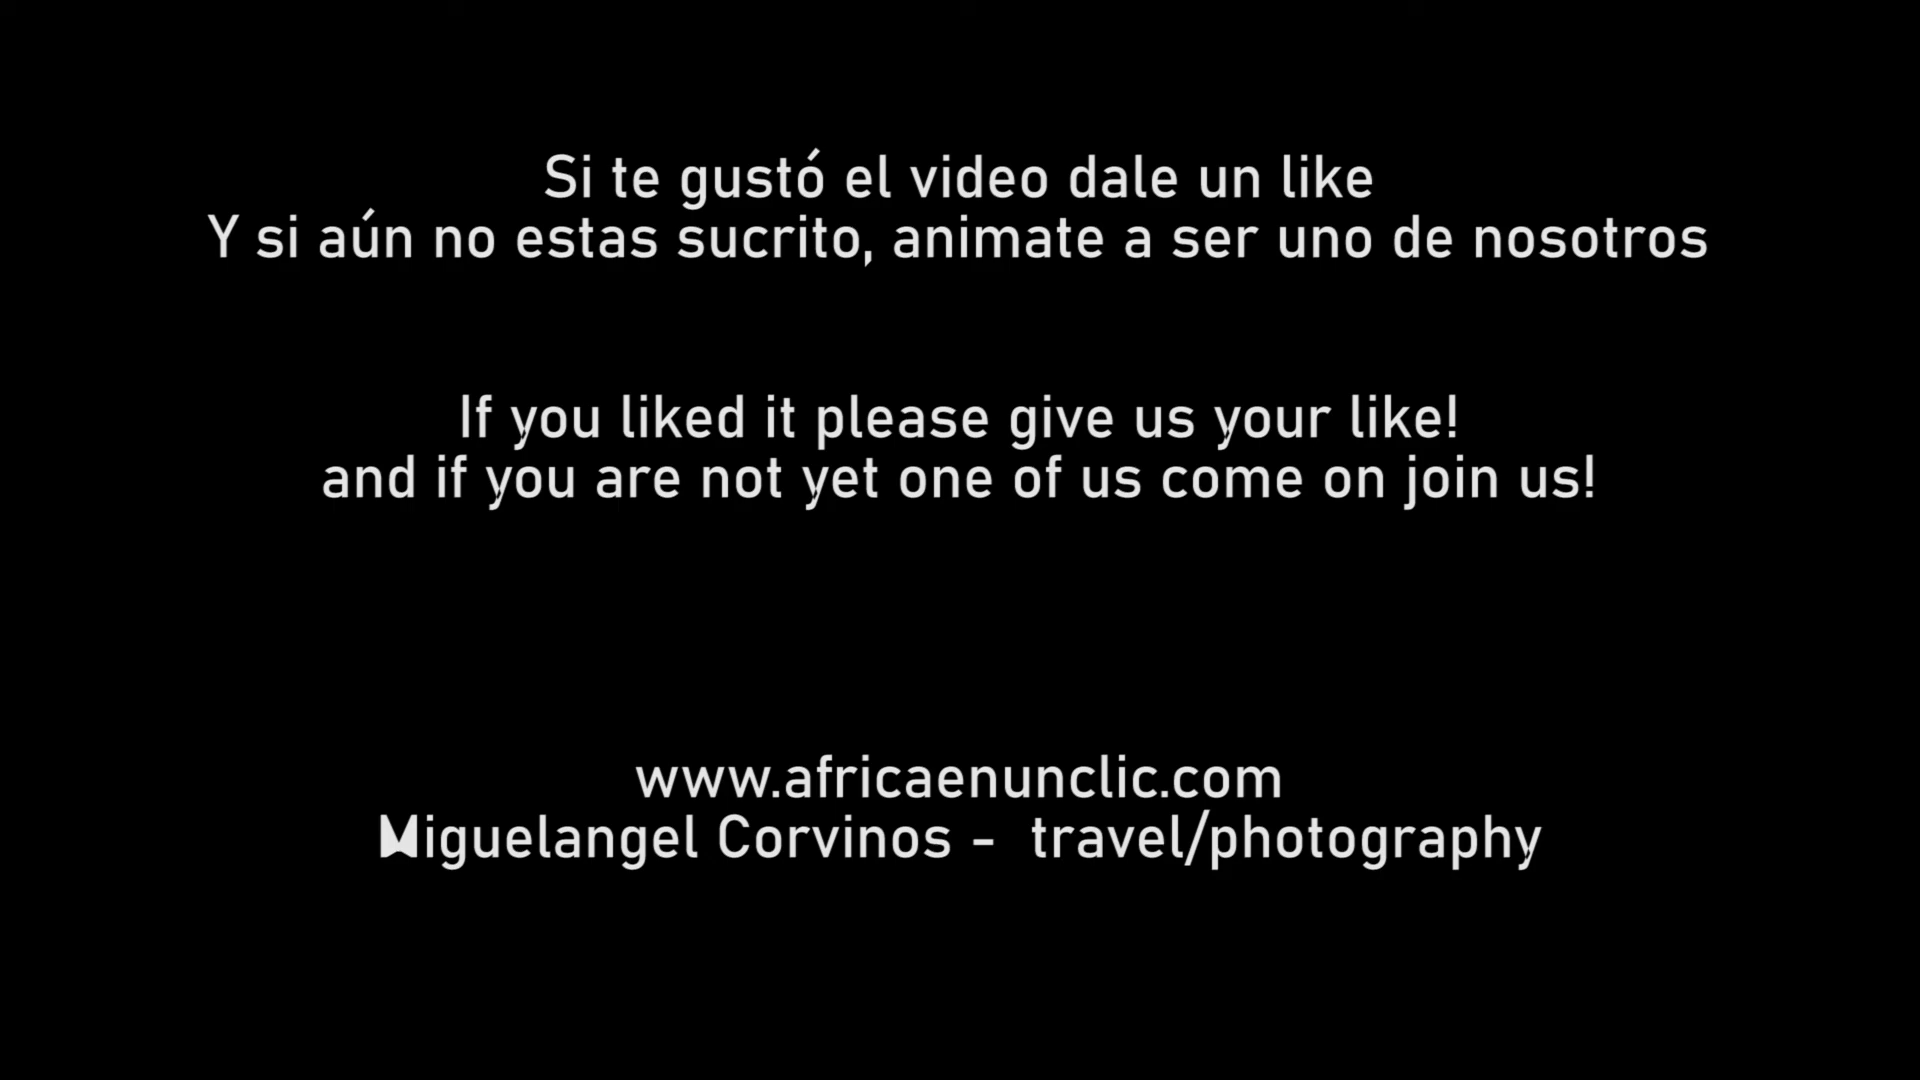 Si te gustó el video dale un like
Y si aún no estas sucrito, animate a ser uno de nosotros
If you liked it please give us your like!
and if you are not yet one of us come on join us!
www.africaenunclic.com
Miguelangel Corvinos -  travel/photography